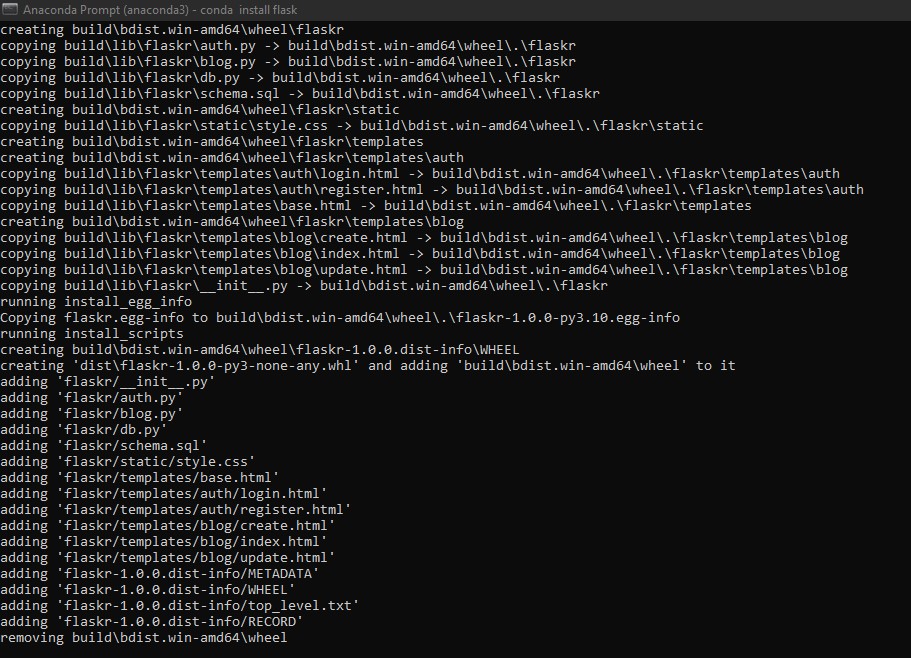 Anaconda Prompt (anaconda3) - conda  install flask
creating build\bdist.win-amd64\wheel\flaskr
copying build\lib\flaskr\auth.py -> build\bdist.win-amd64\wheel\.\flaskr
copying build\lib\flaskr\blog.py -> build\bdist.win-amd64\wheel\.\flaskr
copying build\lib\flaskr\db.py -> build\bdist.win-amd64\wheel\.\flaskr
copying build\lib\flaskr\schema.sql -> build\bdist.win-amd64\wheel\.\flaskr
creating build\bdist.win-amd64\wheel\flaskr\static
copying build\lib\flaskr\static\style.css -> build\bdist.win-amd64\wheel\.\flaskr\static
creating build\bdist.win-amd64\wheel\flaskr\templates
creating build\bdist.win-amd64\wheel\flaskr\templates\auth
copying build\lib\flaskr\templates\auth\login.html -> build\bdist.win-amd64\wheel\.\flaskr\templates\auth
copying build\lib\flaskr\templates\auth\register.html -> build\bdist.win-amd64\wheel\.\flaskr\templates\auth
copying build\lib\flaskr\templates\base.html -> build\bdist.win-amd64\wheel\.\flaskr\templates
creating build\bdist.win-amd64\wheel\flaskr\templates\blog
copying build\lib\flaskr\templates\blog\create.html -> build\bdist.win-amd64\wheel\.\flaskr\templates\blog
copying build\lib\flaskr\templates\blog\index.html -> build\bdist.win-amd64\wheel\.\flaskr\templates\blog
copying build\lib\flaskr\templates\blog\update.html -> build\bdist.win-amd64\wheel\.\flaskr\templates\blog
copying build\lib\flaskr\__init__.py -> build\bdist.win-amd64\wheel\.\flaskr
running install_egg_info
Copying flaskr.egg-info to build\bdist.win-amd64\wheel\.\flaskr-1.0.0-py3.10.egg-info
running install_scripts
creating build\bdist.win-amd64\wheel\flaskr-1.0.0.dist-info\WHEEL
creating 'dist\flaskr-1.0.0-py3-none-any.whl' and adding 'build\bdist.win-amd64\wheel' to it
adding 'flaskr/__init__.py'
adding 'flaskr/auth.py'
adding 'flaskr/blog.py'
adding 'flaskr/db.py'
adding 'flaskr/schema.sql'
adding 'flaskr/static/style.css'
adding 'flaskr/templates/base.html'
adding 'flaskr/templates/auth/login.html'
adding 'flaskr/templates/auth/register.html'
adding 'flaskr/templates/blog/create.html'
adding 'flaskr/templates/blog/index.html'
adding 'flaskr/templates/blog/update.html'
adding 'flaskr-1.0.0.dist-info/METADATA'
adding 'flaskr-1.0.0.dist-info/WHEEL'
adding 'flaskr-1.0.0.dist-info/top_level.txt'
adding 'flaskr-1.0.0.dist-info/RECORD'
removing build\bdist.win-amd64\wheel